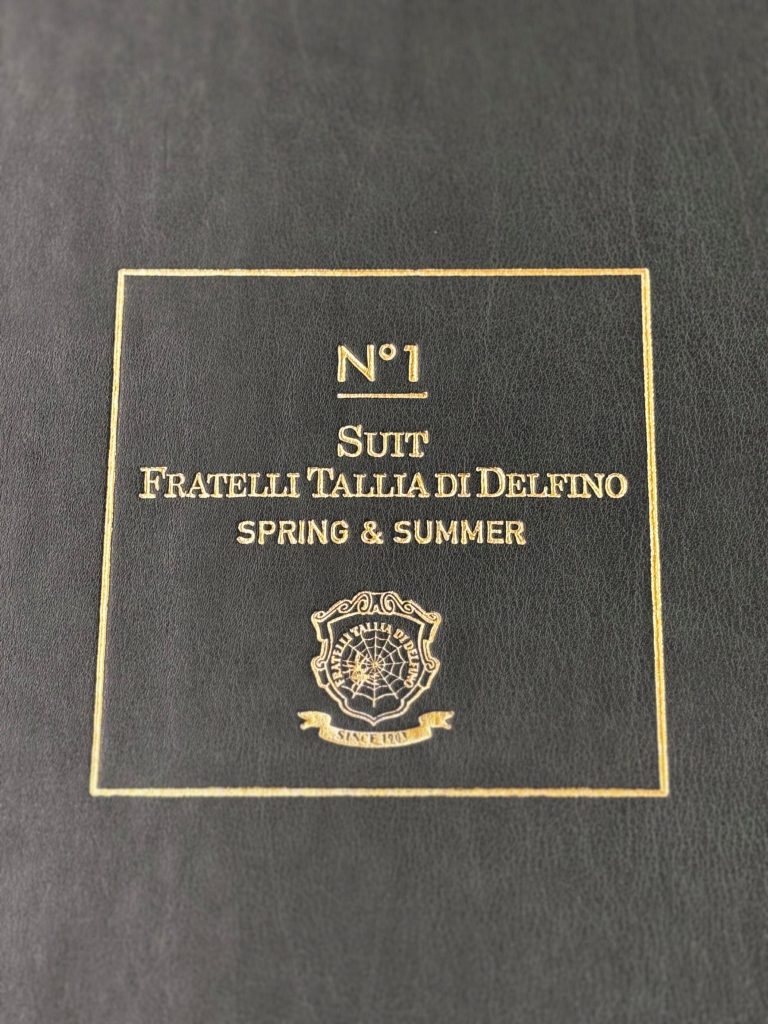 N°1
SUIT
FRATELLI TALLIA DI DELFINO
SPRING & SUMMER
FRATELLI TALLIA DI DELFINO
SINCE 1903